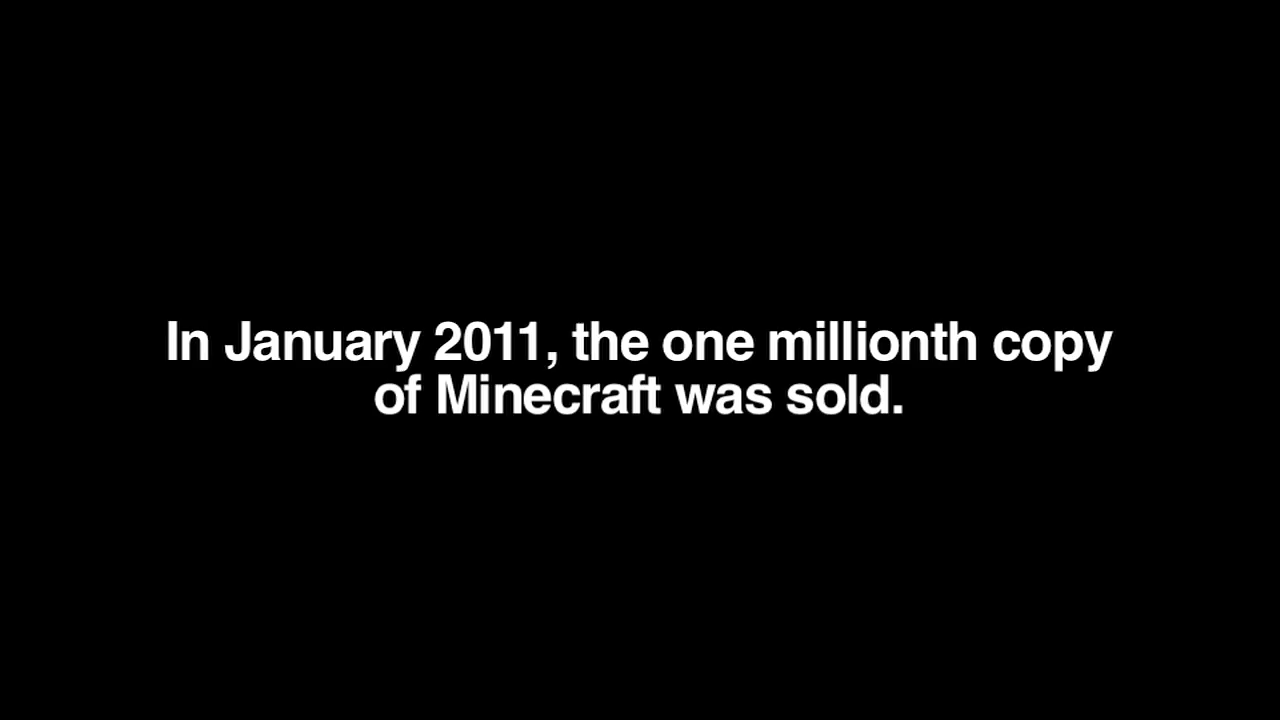 In January 2011, the one millionth copy
of Minecraft was sold.